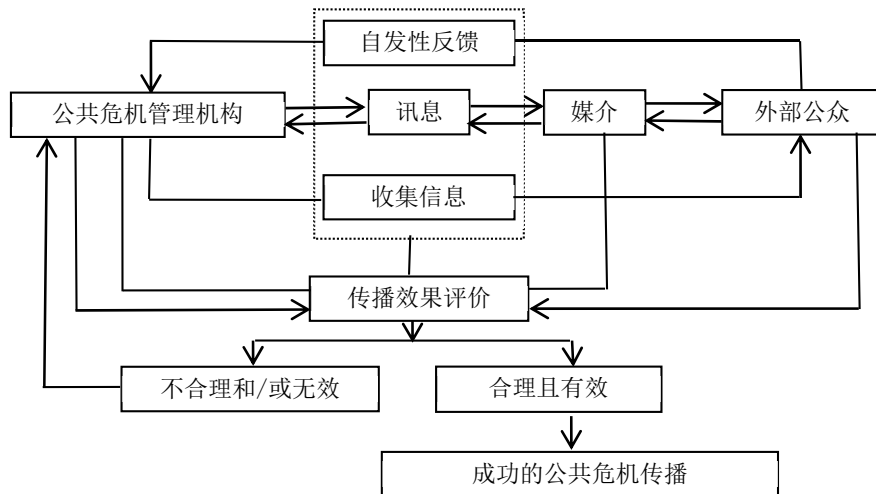 自发性反馈
公共危机管理机构
讯息
媒介
外部公众
收集信息
传播效果评价
不合理和/或无效
合理且有效
成功的公共危机传播